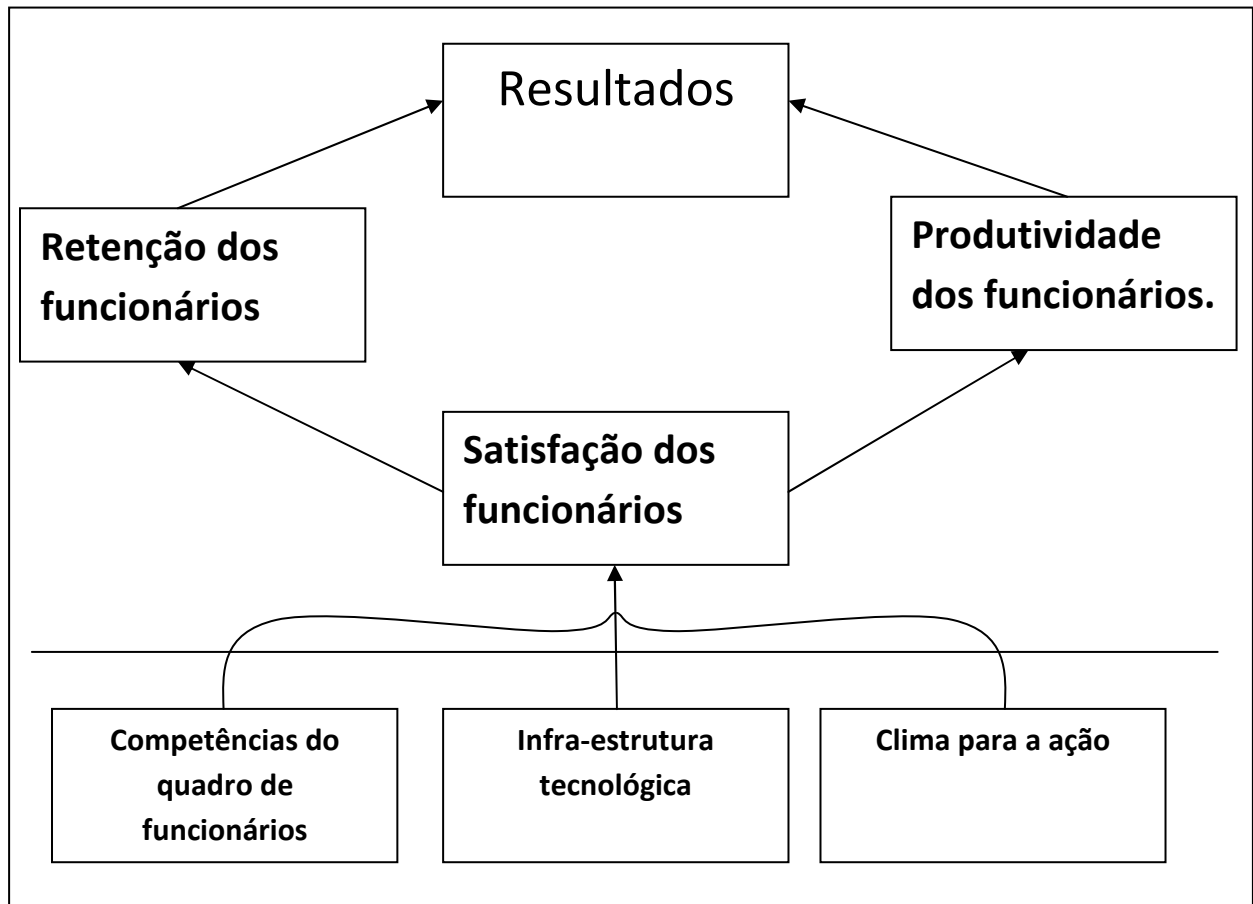 Resultados
Retenção dos
funcionários
Produtividade
dos funcionários.
Satisfação dos
funcionários
Competências do
quadro de
funcionários
Infra-estrutura
tecnológica
Clima para a ação